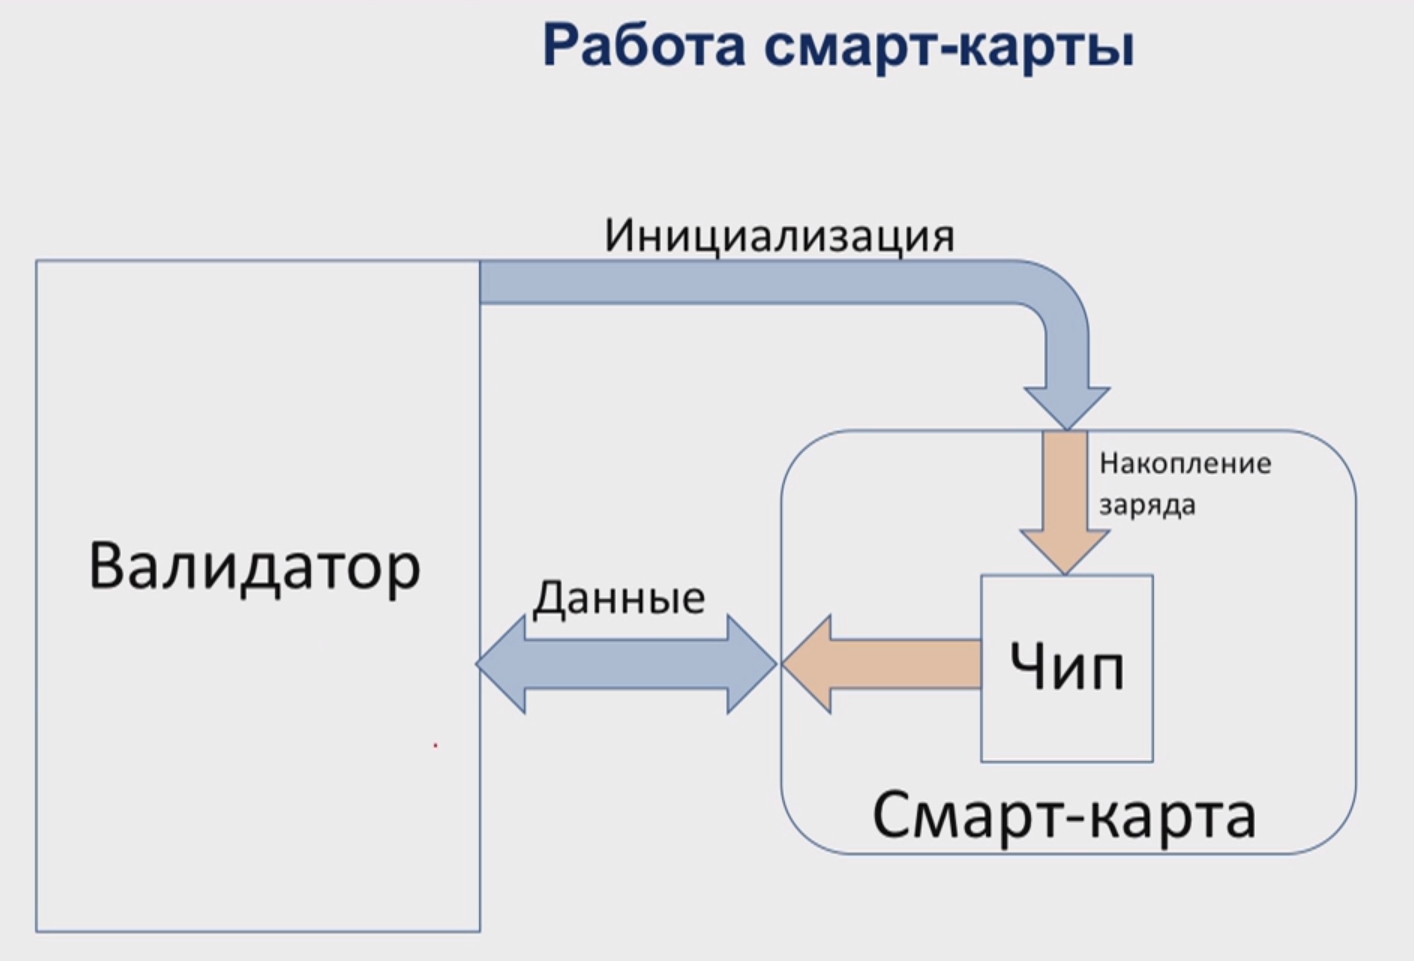 Работа смарт-карты
Инициализация
Накопление
заряда
Валидатор
Данные
Чип
Смарт-карта